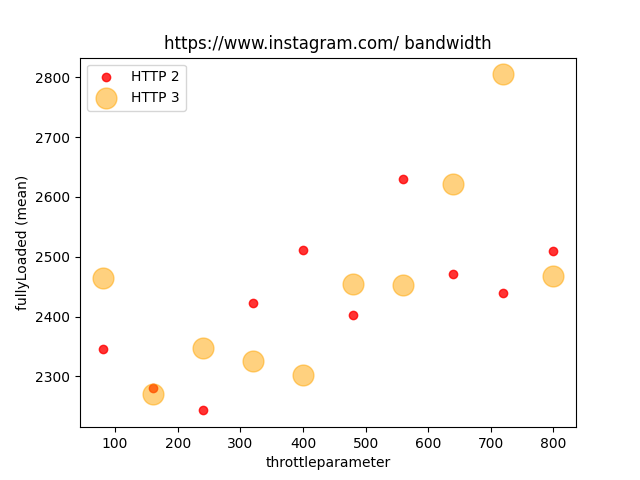 https://www.instagram.com/ bandwidth
HTTP 2
HTTP 3
fullyLoaded (mean)
2800
2700
2600
2500
2400
2300
100 200 300 400 500 600 700 800
throttleparameter